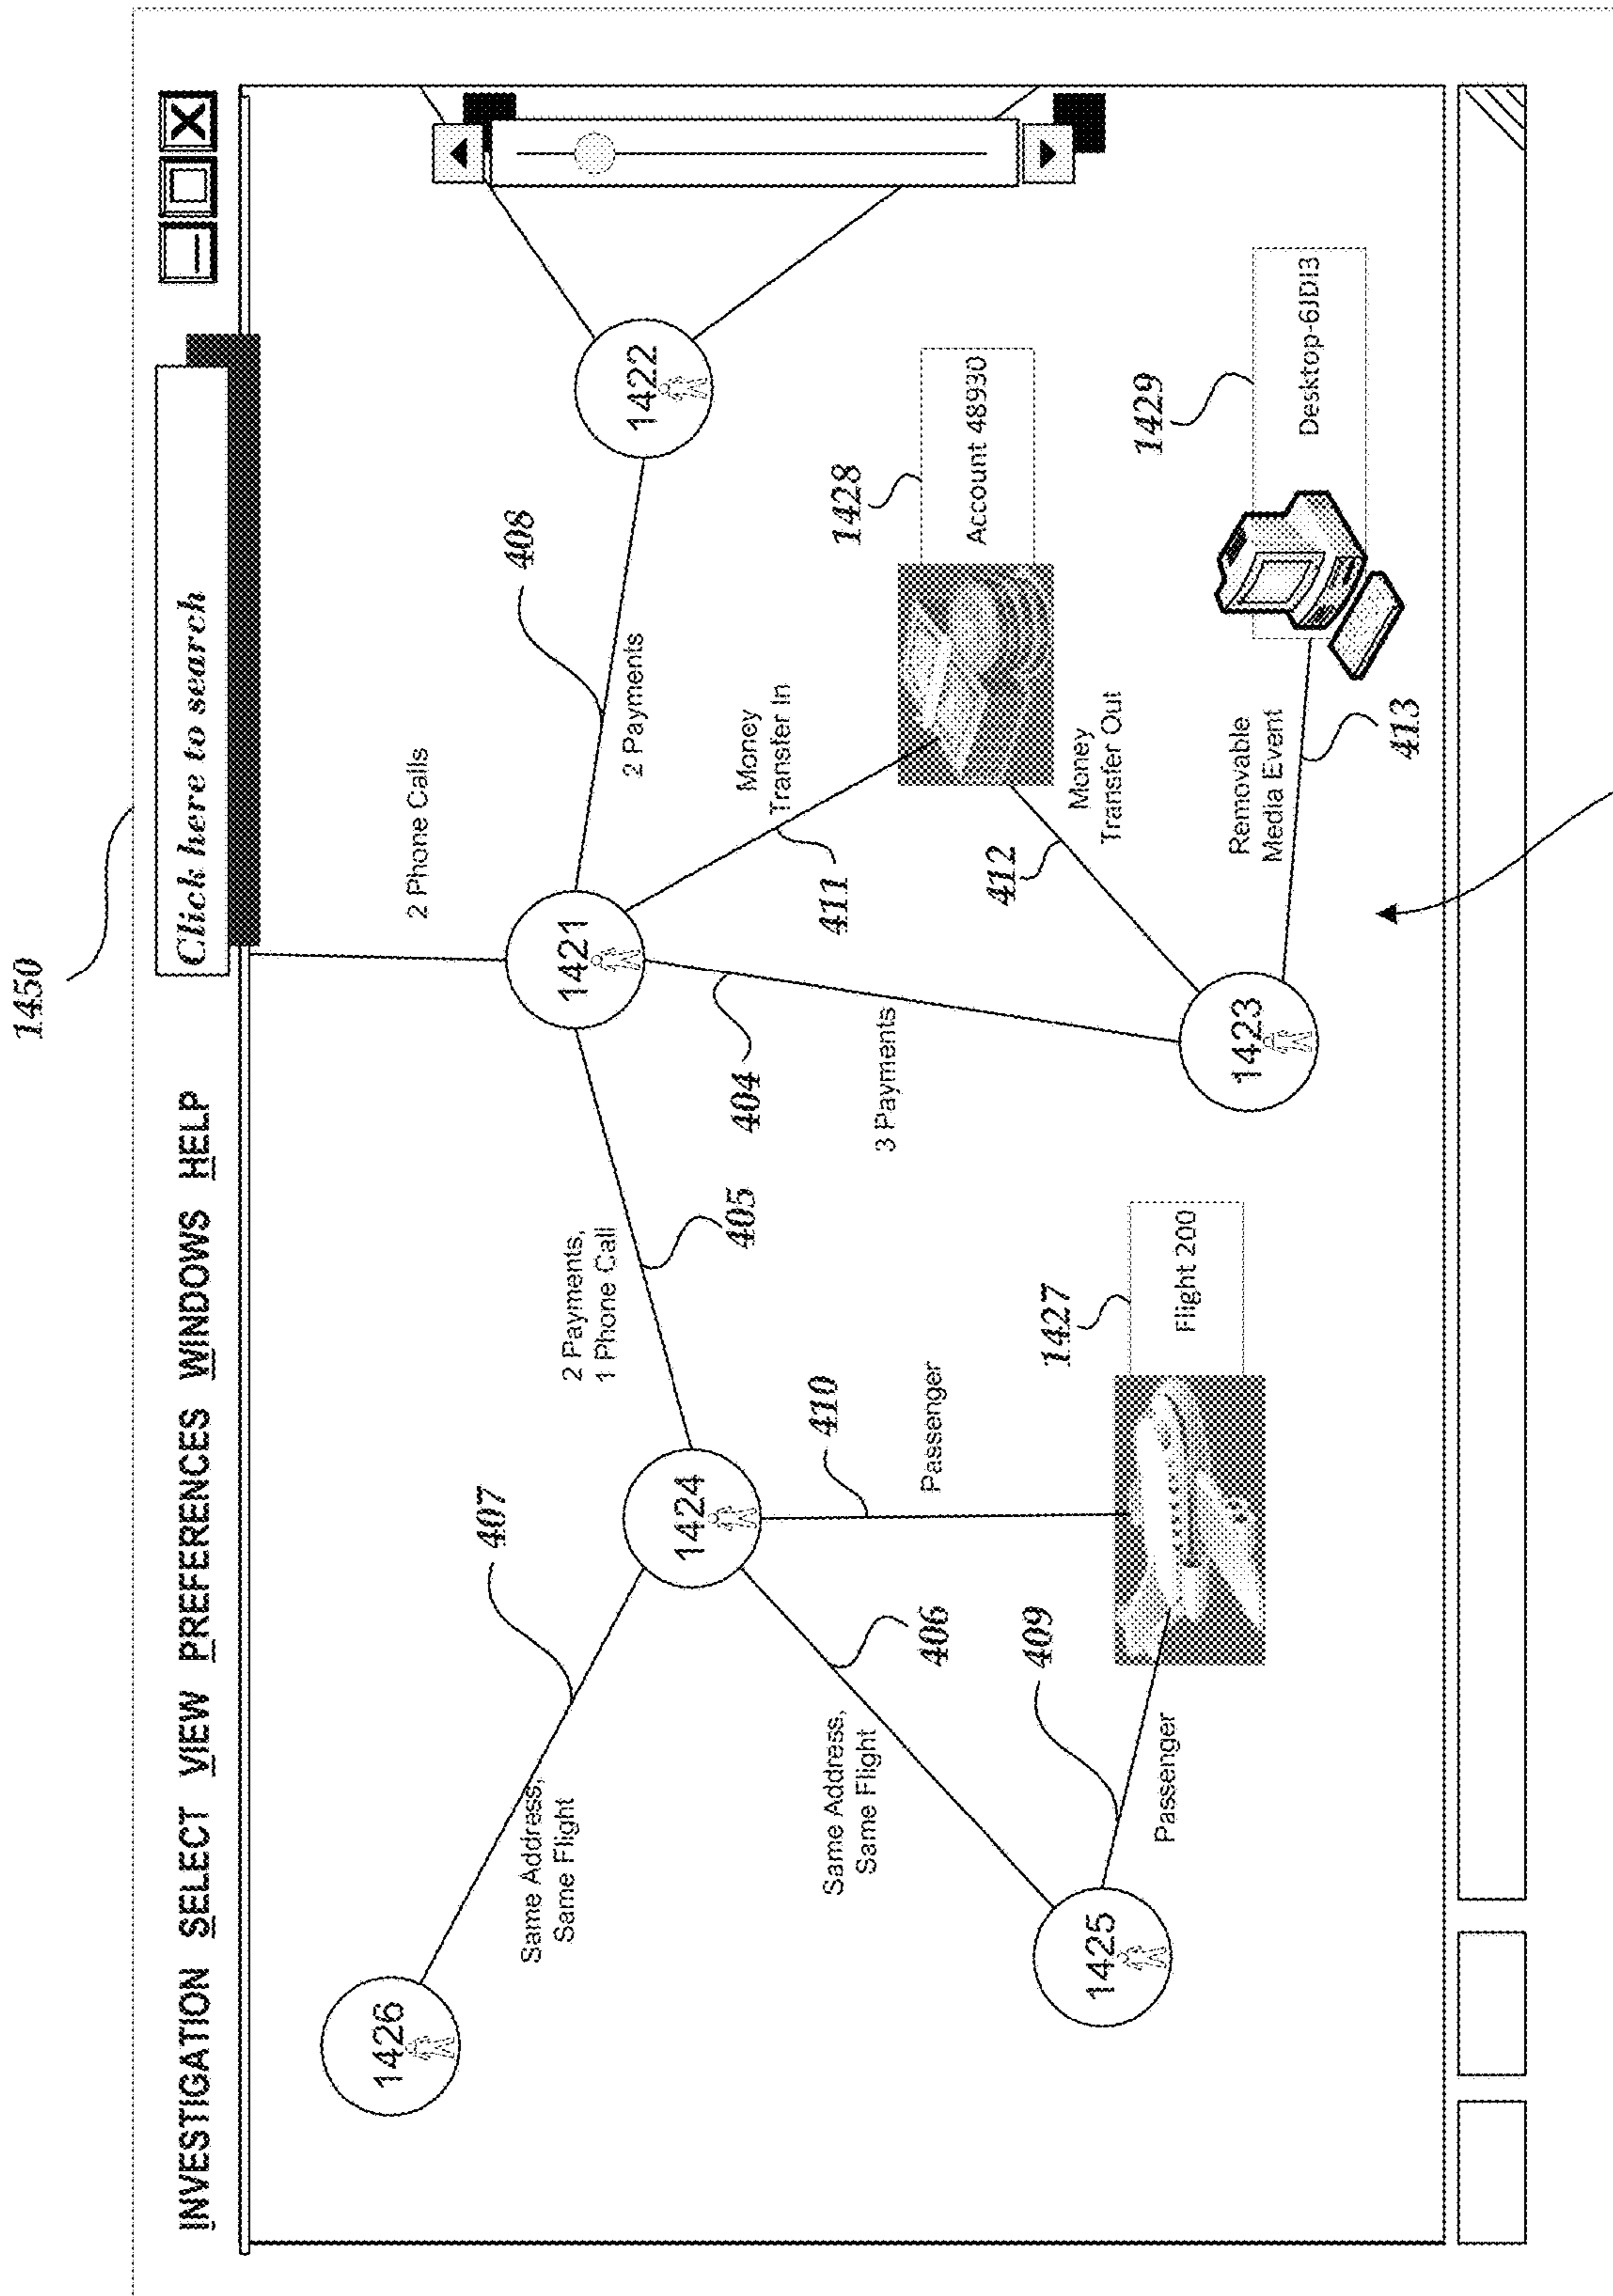 1450
INVESTIGATION SELECT VIEW PREFERENCES WINDOWS HELP
Click here to search
1426
407
Same Address,
Same Flight
2 Phone Calls
408
1421
1422
2 Payments,
1 Phone Call
2 Payments
1424
405
404
Money
Transfer In
411
1428
Account 48930
410
Passenger
3 Payments
Same Address,
Same Flight
406
412
Money
Transfer Out
409
1427
Flight 200
1429
Desktop-6JDI3
1425
Passenger
1423
Removable
Media Event
413